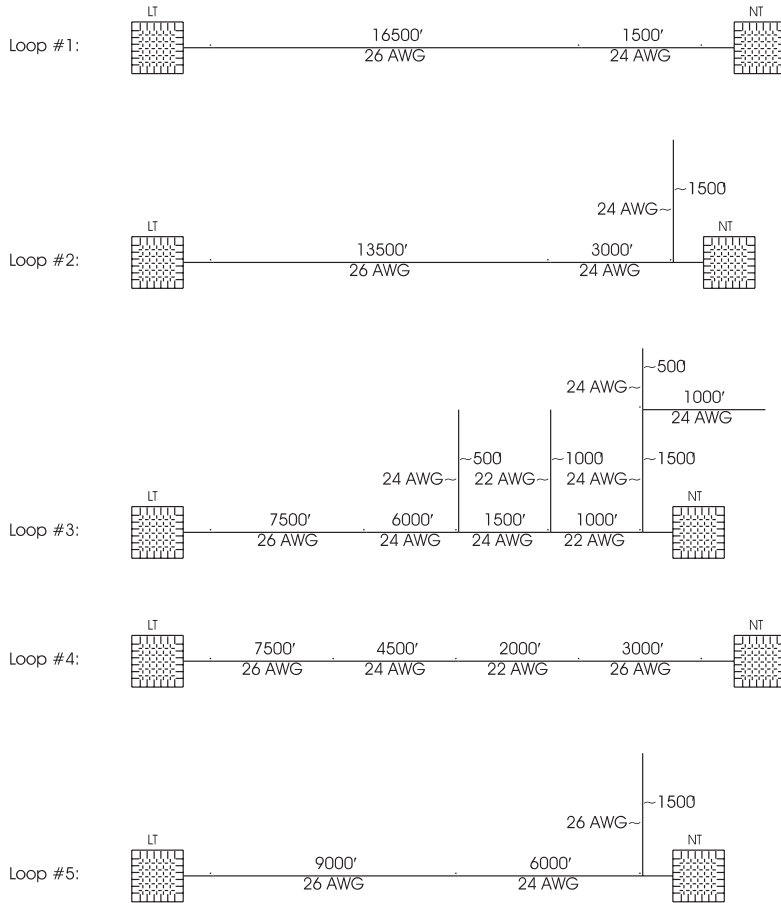 LT NT
Loop #1: 16500' 1500'
26 AWG 24 AWG
~1500'
24 AWG~
LT NT
Loop #2: 13500' 3000'
26 AWG 24 AWG
~500'
24 AWG~
1000'
24 AWG
~500' ~1000' ~1500'
24 AWG~ 22 AWG~ 24 AWG~
LT NT
Loop #3: 7500' 6000' 1500' 1000'
26 AWG 24 AWG 24 AWG 22 AWG
LT NT
Loop #4: 7500' 4500' 2000' 3000'
26 AWG 24 AWG 22 AWG 26 AWG
~1500'
26 AWG~
LT NT
Loop #5: 9000' 6000'
26 AWG 24 AWG